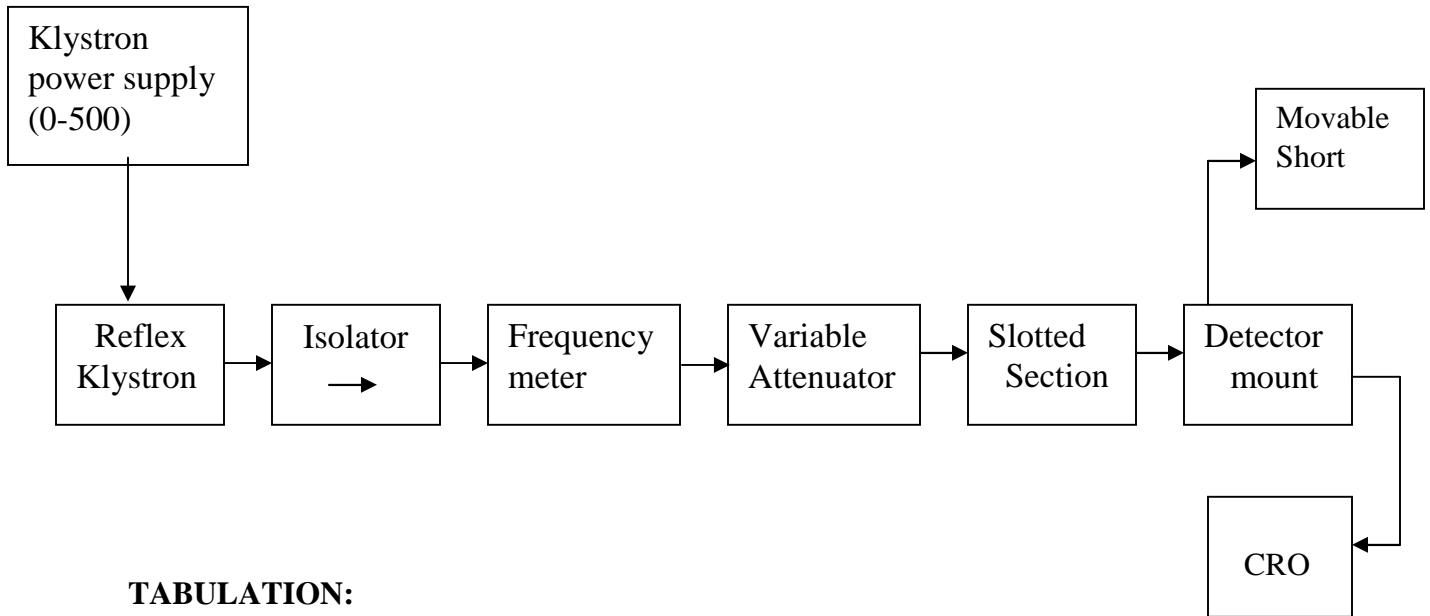 Klystron
power supply
(0-500)
Movable
Short
Reflex
Klystron
Isolator
Frequency
meter
Variable
Attenuator
Slotted
Section
Detector
mount
CRO
TABULATION: